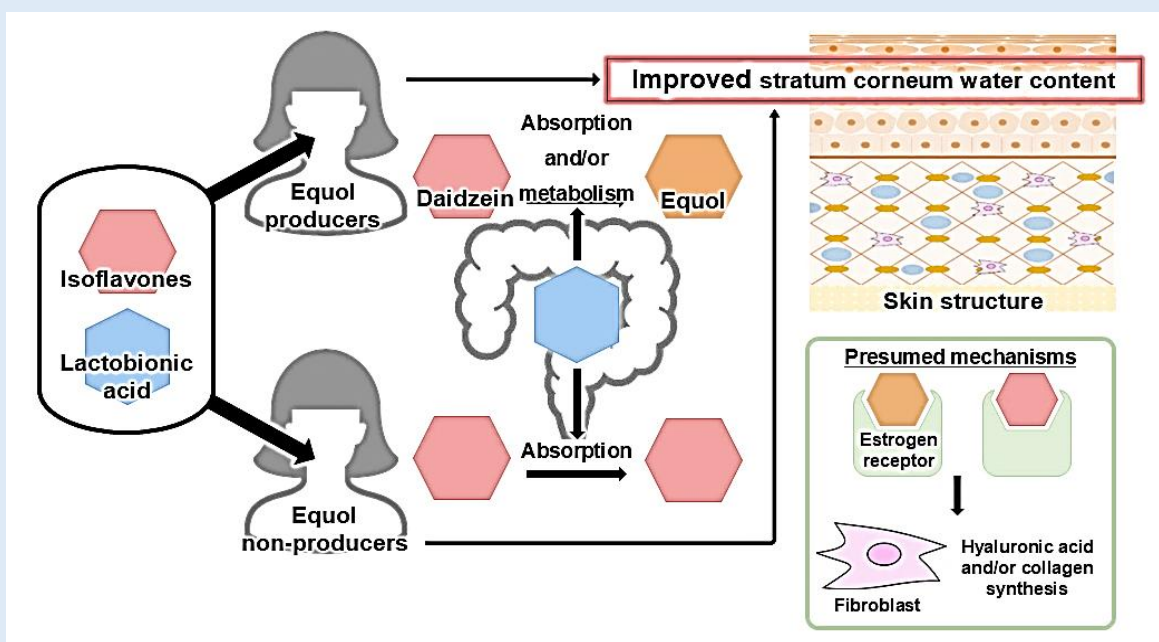 Improved stratum corneum water content
Absorption
and/or
metabolism
Daidzein
Equol
Equol
producers
Isoflavones
Lactobionic
acid
Skin structure
Absorption
Equol
non-producers
Presumed mechanisms
Estrogen
receptor
Hyaluronic acid
and/or collagen
synthesis
Fibroblast